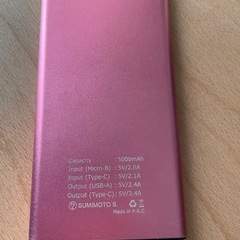 Capacity : 5000mAh
Input (Micro-B) : 5V/2.0A
Input (Type-C) : 5V/2.1A
Output (USB-A) : 5V/2.4A
Output (Type-C) : 5V/2.4A
SUMIMOTO S.
Made in P.R.C